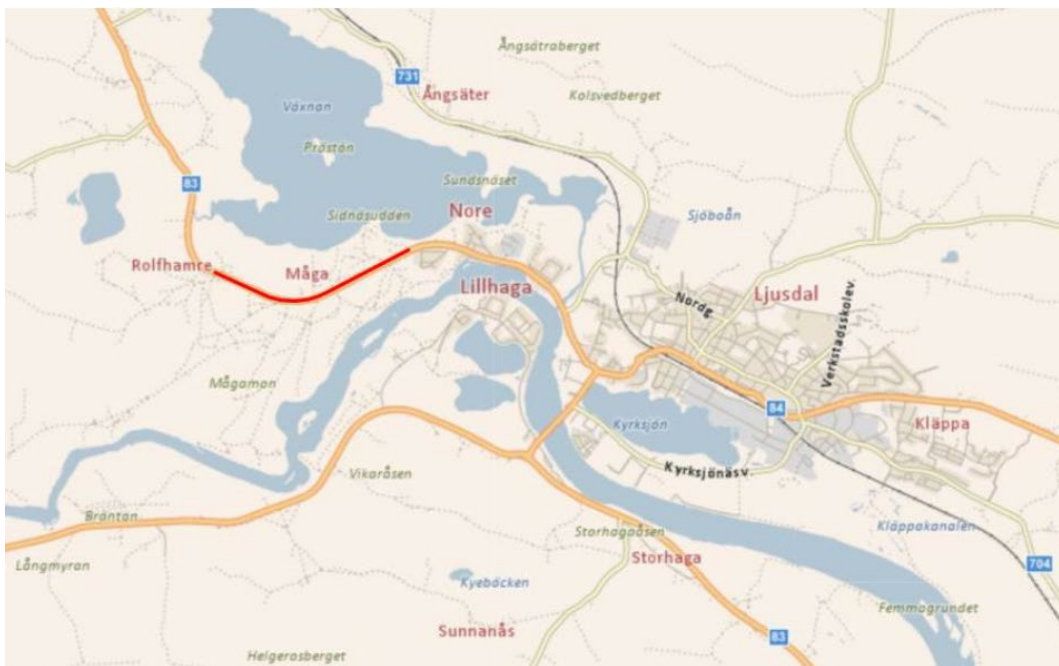 Ångsätraberget
731
Ångsäter
Kolsvedberget
Växnan
Prästön
83
Sundsnäset
Sidnäsudden
Nore
Sjöboån
Rolfhamre
Måga
Lillhaga
Ljusdal
Nordg.
Verkstadsskolev.
Mågamon
84
Kyrksjön
Kläppa
Vikaråsen
Kyrksjönäsv.
Bräntan
Storhagaåsen
Kläppakanalen
Långmyran
Storhaga
704
Kyebäcken
Femmagrundet
Sunnanås
83
Helgerosberget